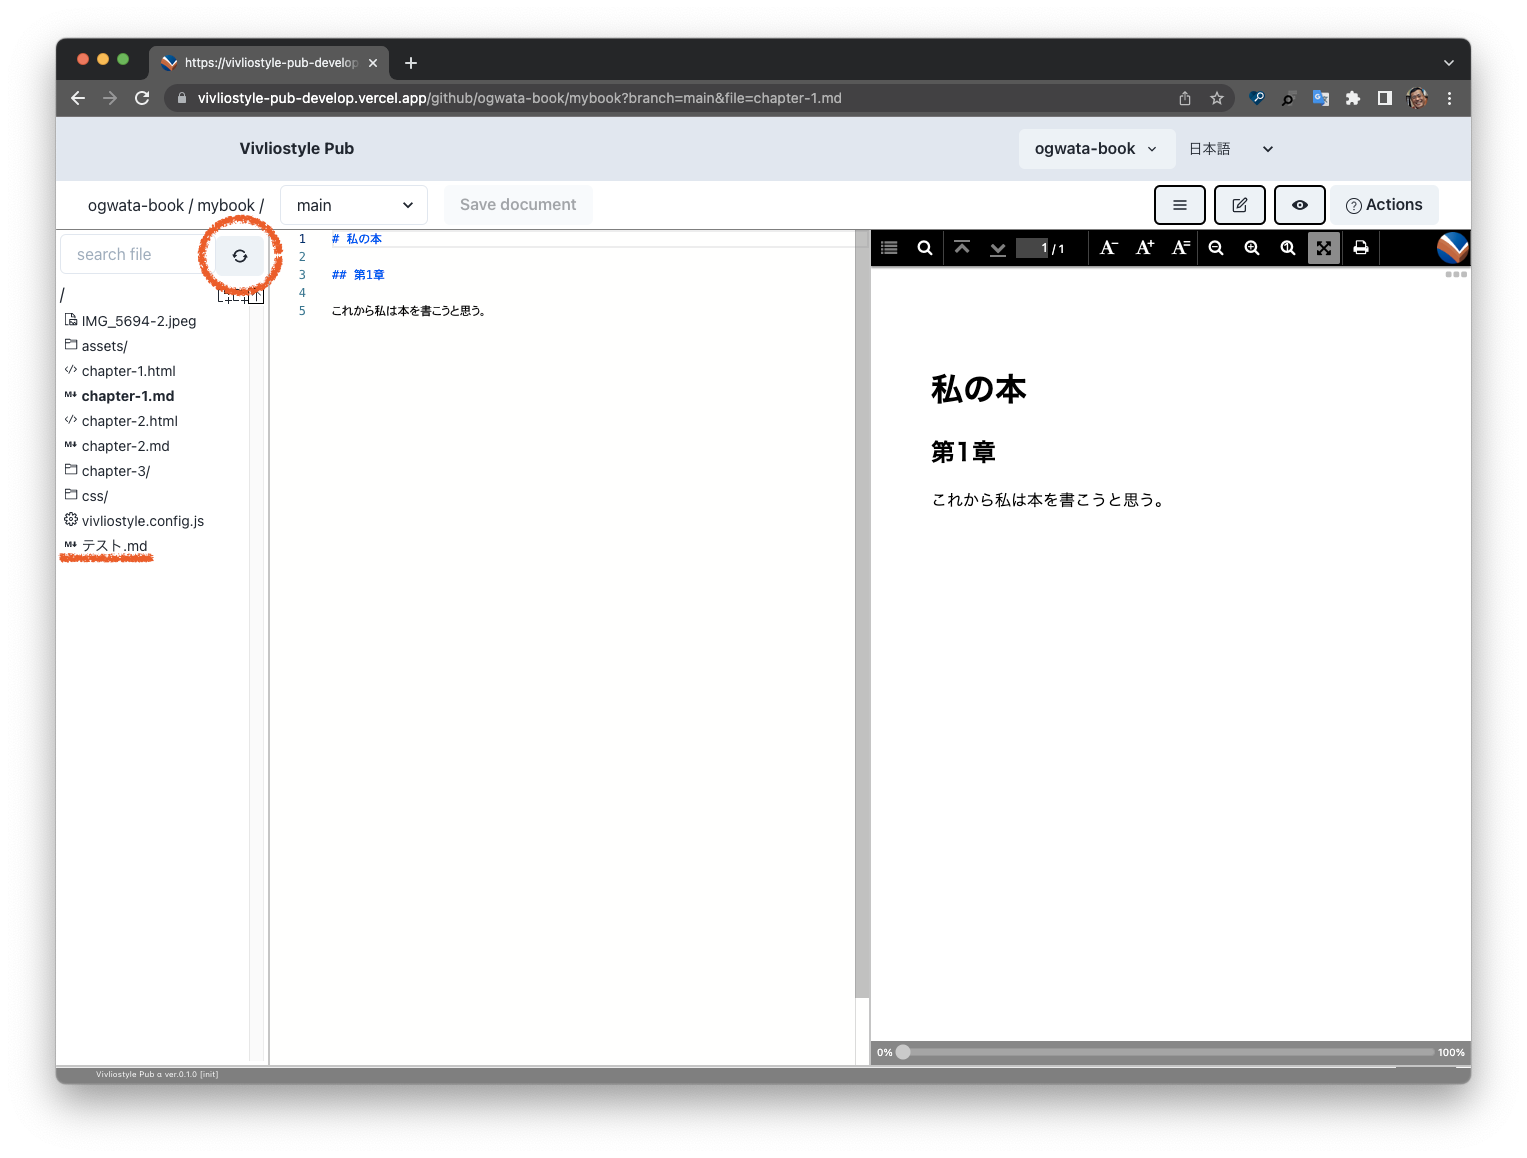 https://vivliostyle-pub-develop
vivliostyle-pub-develop.vercel.app/github/ogwata-book/mybook?branch=main&file=chapter-1.md
Vivliostyle Pub
ogwata-book
日本語
ogwata-book / mybook /
main
Save document
Actions
search file
/
IMG_5694-2.jpeg
assets/
chapter-1.html
chapter-1.md
chapter-2.html
chapter-2.md
chapter-3/
css/
vivliostyle.config.js
テスト.md
1 # 私の本
2
3 ## 第1章
4
5 これから私は本を書こうと思う。
1 / 1
A- A+ A=
私の本
第1章
これから私は本を書こうと思う。
0% 100%
Vivliostyle Pub α ver.0.1.0 [init]